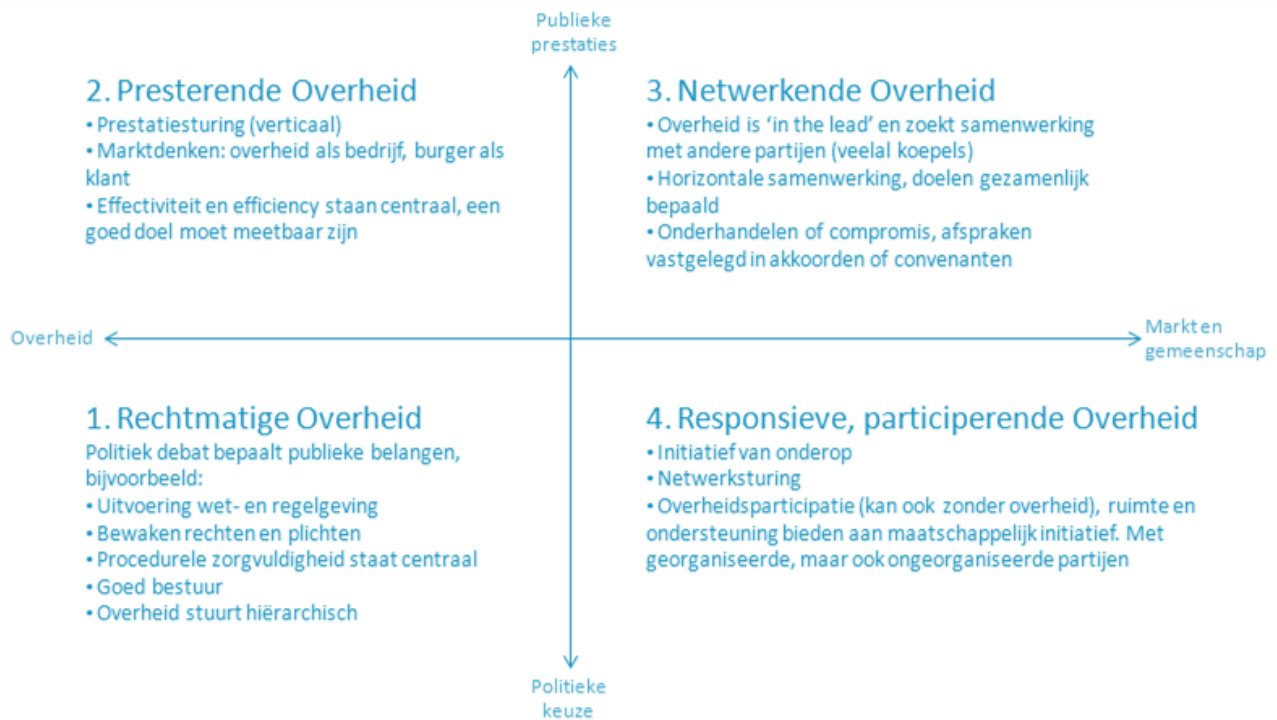 Publieke
prestaties
2. Presterende Overheid
• Prestatiesturing (verticaal)
• Marktdenken: overheid als bedrijf, burger als
klant
• Effectiviteit en efficiency staan centraal, een
goed doel moet meetbaar zijn
3. Netwerkende Overheid
• Overheid is ‘in the lead’ en zoekt samenwerking
met andere partijen (veelal koepels)
• Horizontale samenwerking, doelen gezamenlijk
bepaald
• Onderhandelen of compromis, afspraken
vastgelegd in akkoorden of convenanten
Overheid
Markt en
gemeenschap
1. Rechtmatige Overheid
Politiek debat bepaalt publieke belangen,
bijvoorbeeld:
• Uitvoering wet- en regelgeving
• Bewaken rechten en plichten
• Procedurele zorgvuldigheid staat centraal
• Goed bestuur
• Overheid stuurt hiërarchisch
4. Responsieve, participerende Overheid
• Initiatief van onderop
• Netwerksturing
• Overheidsparticipatie (kan ook zonder overheid), ruimte en
ondersteuning bieden aan maatschappelijk initiatief. Met
georganiseerde, maar ook ongeorganiseerde partijen
Politieke
keuze